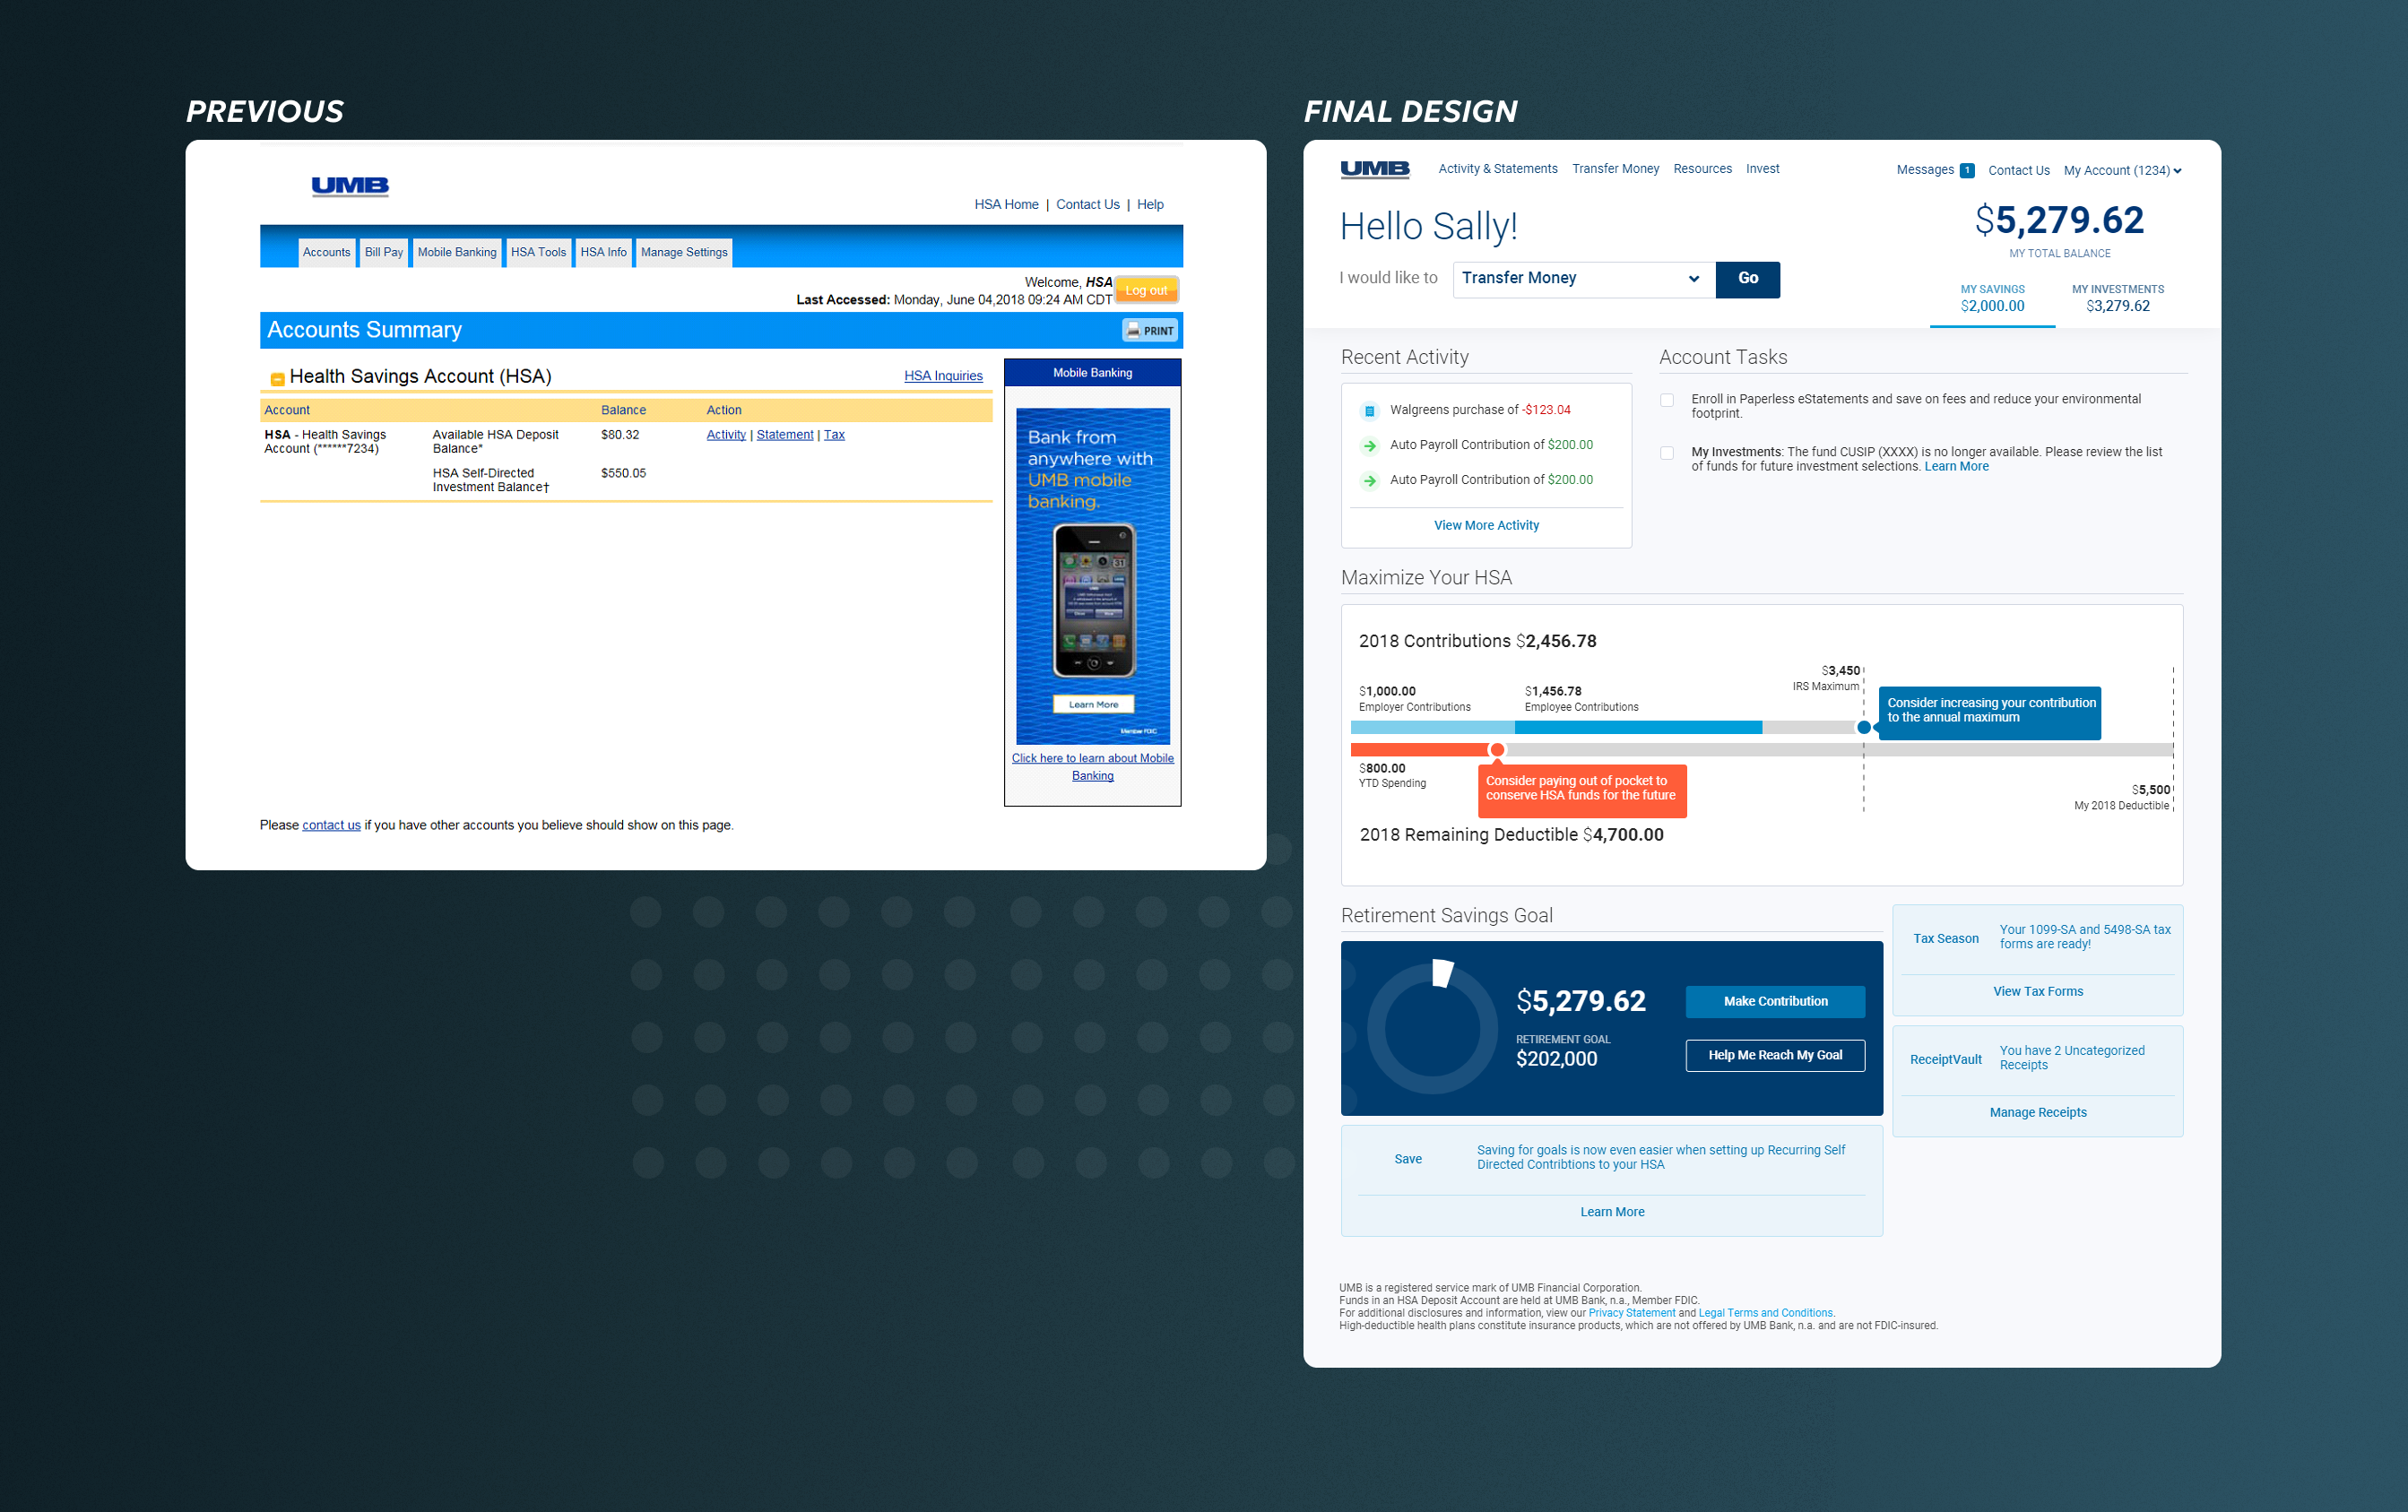 PREVIOUS
UMB
HSA Home | Contact Us | Help
Accounts Bill Pay Mobile Banking HSA Tools HSA Info Manage Settings
Welcome, HSA
Log out
Last Accessed: Monday, June 04,2018 09:24 AM CDT
Accounts Summary
PRINT
Health Savings Account (HSA)
HSA Inquiries
Account Balance Action
HSA - Health Savings
Account (******7234)
Available HSA Deposit
Balance*
$80.32
Activity | Statement | Tax
HSA Self-Directed
Investment Balance†
$550.05
Mobile Banking
Bank from
anywhere with
UMB mobile
banking.
31
Learn More
Member FDIC
Click here to learn about Mobile
Banking
Please contact us if you have other accounts you believe should show on this page.
FINAL DESIGN
UMB
Activity & Statements Transfer Money Resources Invest
Messages 1 Contact Us My Account (1234)
Hello Sally!
I would like to Transfer Money Go
$5,279.62
MY TOTAL BALANCE
MY SAVINGS
$2,000.00
MY INVESTMENTS
$3,279.62
Recent Activity
Walgreens purchase of -$123.04
Auto Payroll Contribution of $200.00
Auto Payroll Contribution of $200.00
View More Activity
Account Tasks
Enroll in Paperless eStatements and save on fees and reduce your environmental
footprint.
My Investments: The fund CUSIP (XXXX) is no longer available. Please review the list
of funds for future investment selections. Learn More
Maximize Your HSA
2018 Contributions $2,456.78
$1,000.00
Employer Contributions
$1,456.78
Employee Contributions
$3,450
IRS Maximum
Consider increasing your contribution
to the annual maximum
$800.00
YTD Spending
Consider paying out of pocket to
conserve HSA funds for the future
$5,500
My 2018 Deductible
2018 Remaining Deductible $4,700.00
Retirement Savings Goal
$5,279.62
RETIREMENT GOAL
$202,000
Make Contribution
Help Me Reach My Goal
Tax Season
Your 1099-SA and 5498-SA tax
forms are ready!
View Tax Forms
ReceiptVault
You have 2 Uncategorized
Receipts
Manage Receipts
Save
Saving for goals is now even easier when setting up Recurring Self
Directed Contribtions to your HSA
Learn More
UMB is a registered service mark of UMB Financial Corporation.
Funds in an HSA Deposit Account are held at UMB Bank, n.a., Member FDIC.
For additional disclosures and information, view our Privacy Statement and Legal Terms and Conditions.
High-deductible health plans constitute insurance products, which are not offered by UMB Bank, n.a. and are not FDIC-insured.